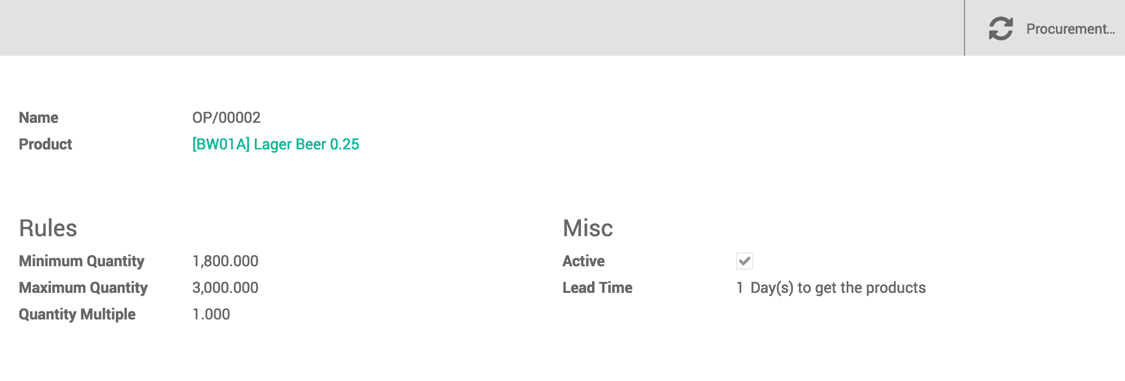 Procurement...
Name OP/00002
Product [BW01A] Lager Beer 0.25
Rules
Minimum Quantity 1,800.000
Maximum Quantity 3,000.000
Quantity Multiple 1.000
Misc
Active
Lead Time 1 Day(s) to get the products